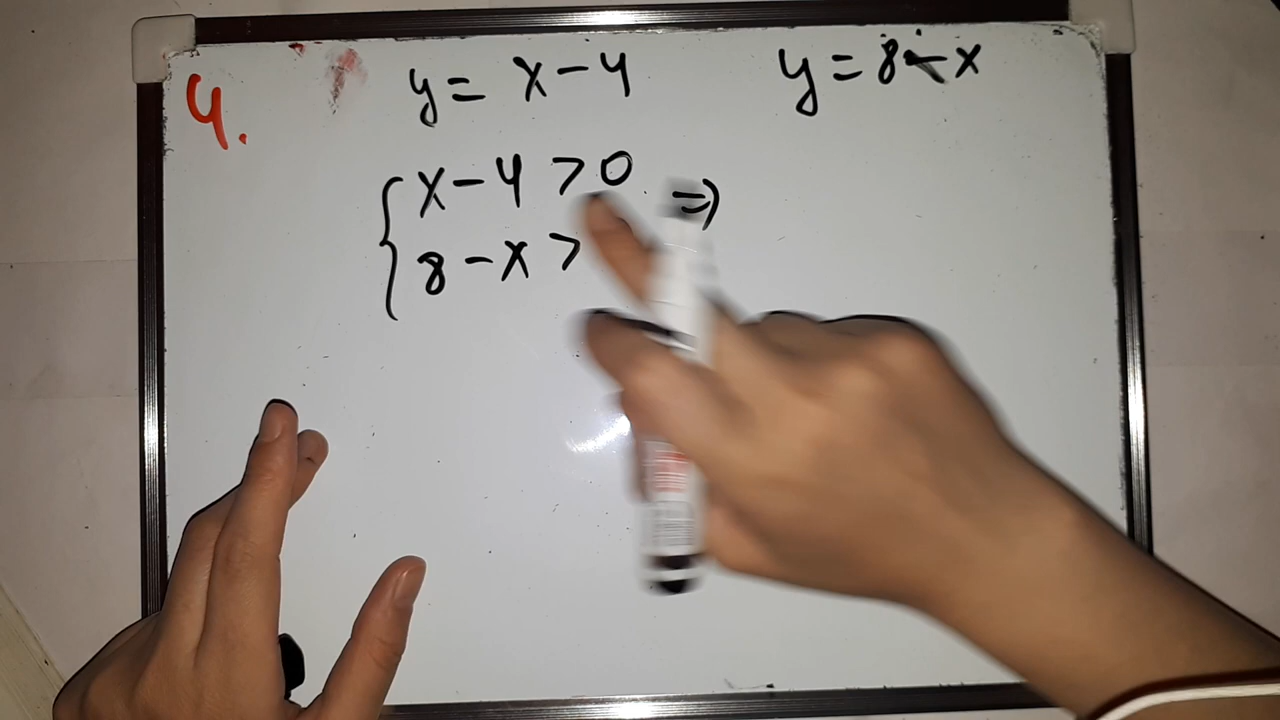 4. y = x - 4 y = 8 - x
{ x - 4 > 0 =>
8 - x >